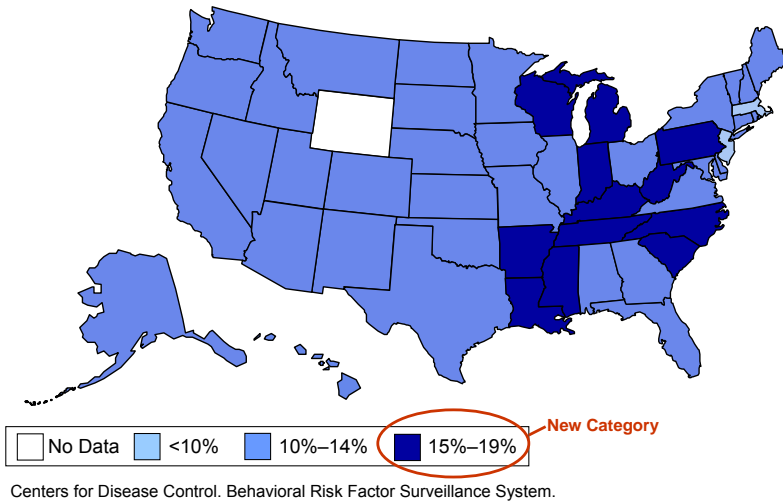 No Data
<10%
10%–14%
15%–19%
New Category
Centers for Disease Control. Behavioral Risk Factor Surveillance System.